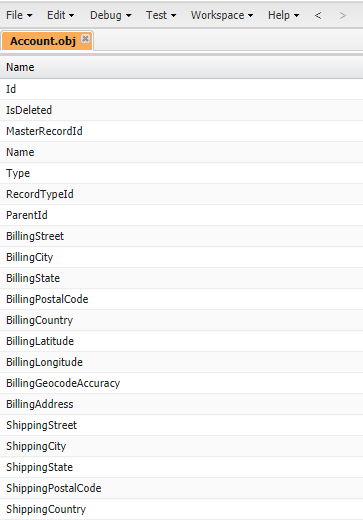 File Edit Debug Test Workspace Help < >
Account.obj
Name
Id
IsDeleted
MasterRecordId
Name
Type
RecordTypeId
ParentId
BillingStreet
BillingCity
BillingState
BillingPostalCode
BillingCountry
BillingLatitude
BillingLongitude
BillingGeocodeAccuracy
BillingAddress
ShippingStreet
ShippingCity
ShippingState
ShippingPostalCode
ShippingCountry